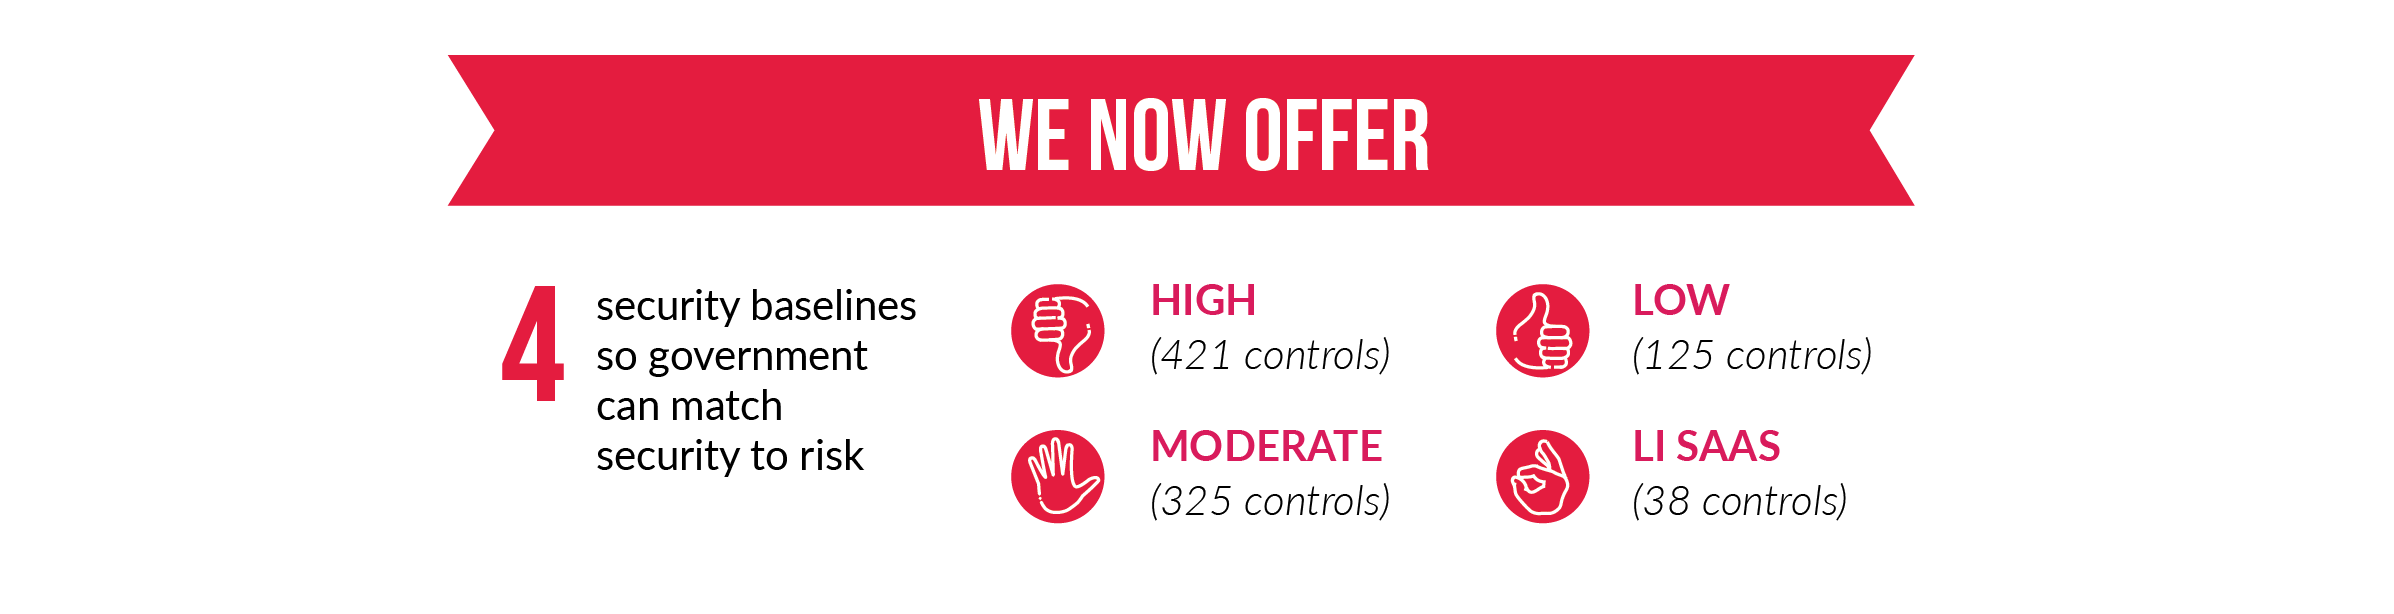 WE NOW OFFER
4
security baselines
so government
can match
security to risk
HIGH
(421 controls)
MODERATE
(325 controls)
LOW
(125 controls)
LI SAAS
(38 controls)